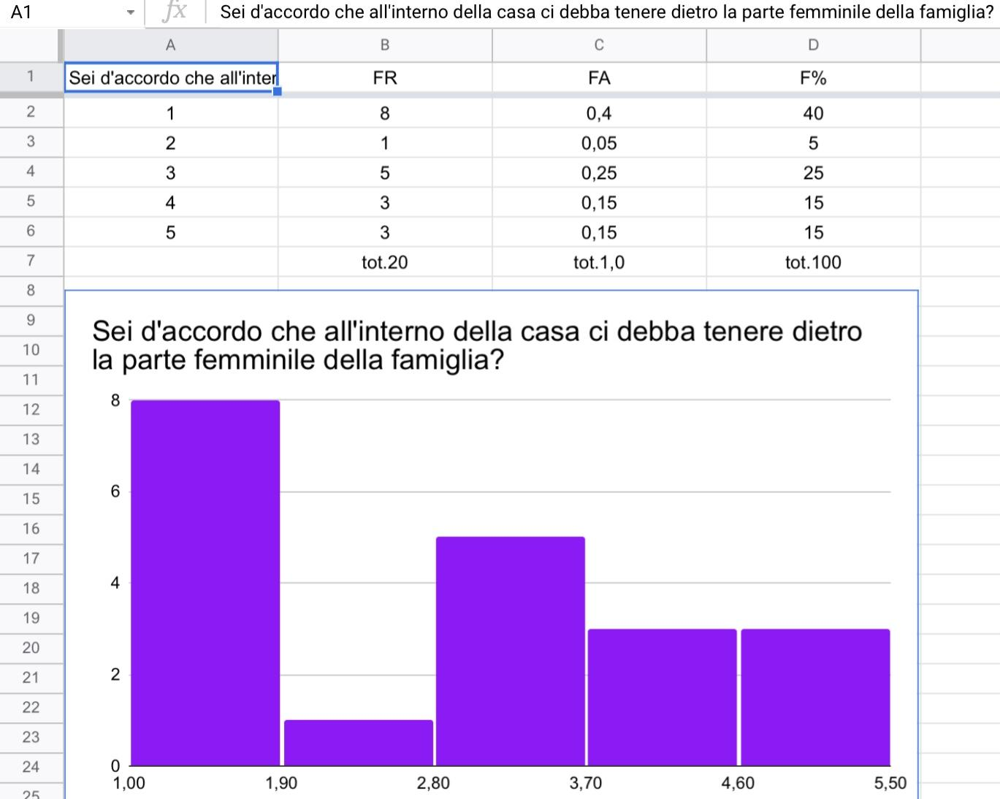 A1 fx Sei d'accordo che all'interno della casa ci debba tenere dietro la parte femminile della famiglia?
A B C D
1 Sei d'accordo che all'inter FR FA F%
2 1 8 0,4 40
3 2 1 0,05 5
4 3 5 0,25 25
5 4 3 0,15 15
6 5 3 0,15 15
7 tot.20 tot.1,0 tot.100
8
9
10
11
12
13
14
15
16
17
18
19
20
21
22
23
24
25
Sei d'accordo che all'interno della casa ci debba tenere dietro
la parte femminile della famiglia?
8
6
4
2
0
1,00 1,90 2,80 3,70 4,60 5,50